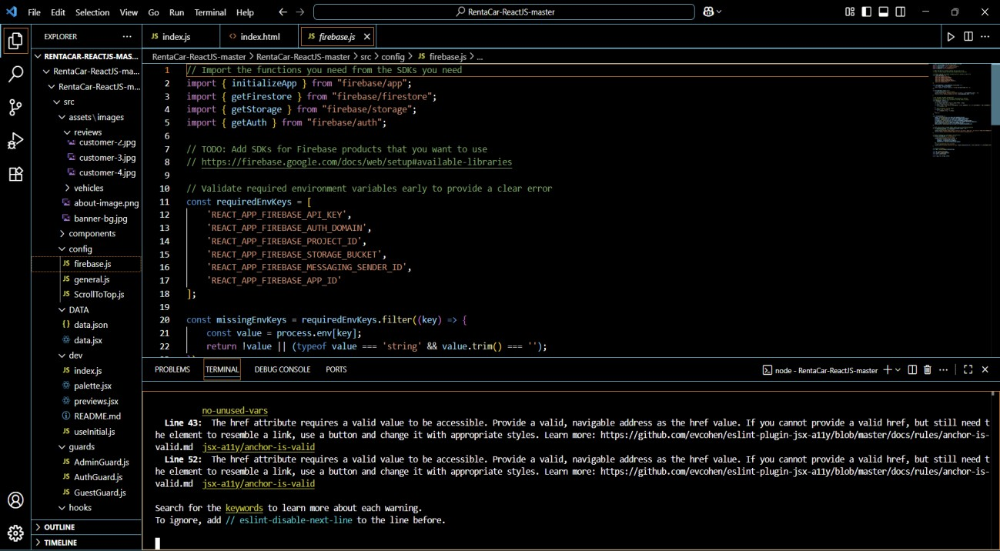 File Edit Selection View Go Run Terminal Help
RentaCar-ReactJS-master
EXPLORER
RENTACAR-REACTJS-MAS...
RentaCar-ReactJS-ma...
RentaCar-ReactJS-m...
src
assets\images
reviews
customer-2.jpg
customer-3.jpg
customer-4.jpg
vehicles
about-image.png
banner-bg.jpg
components
config
JS firebase.js
JS general.js
JS ScrollToTop.js
DATA
{} data.json
data.jsx
dev
JS index.js
palette.jsx
previews.jsx
README.md
JS useInitial.js
guards
JS AdminGuard.js
JS AuthGuard.js
JS GuestGuard.js
hooks
OUTLINE
TIMELINE
JS index.js
<> index.html
JS firebase.js
RentaCar-ReactJS-master > RentaCar-ReactJS-master > src > config > JS firebase.js > ...
1 // Import the functions you need from the SDKs you need
2 import { initializeApp } from "firebase/app";
3 import { getFirestore } from "firebase/firestore";
4 import { getStorage } from "firebase/storage";
5 import { getAuth } from "firebase/auth";
6
7 // TODO: Add SDKs for Firebase products that you want to use
8 // https://firebase.google.com/docs/web/setup#available-libraries
9
10 // Validate required environment variables early to provide a clear error
11 const requiredEnvKeys = [
12 'REACT_APP_FIREBASE_API_KEY',
13 'REACT_APP_FIREBASE_AUTH_DOMAIN',
14 'REACT_APP_FIREBASE_PROJECT_ID',
15 'REACT_APP_FIREBASE_STORAGE_BUCKET',
16 'REACT_APP_FIREBASE_MESSAGING_SENDER_ID',
17 'REACT_APP_FIREBASE_APP_ID'
18 ];
19
20 const missingEnvKeys = requiredEnvKeys.filter((key) => {
21 const value = process.env[key];
22 return !value || (typeof value === 'string' && value.trim() === '');
PROBLEMS TERMINAL DEBUG CONSOLE PORTS
node - RentaCar-ReactJS-master
no-unused-vars
Line 43: The href attribute requires a valid value to be accessible. Provide a valid, navigable address as the href value. If you cannot provide a valid href, but still need t
he element to resemble a link, use a button and change it with appropriate styles. Learn more: https://github.com/evcohen/eslint-plugin-jsx-a11y/blob/master/docs/rules/anchor-is-
valid.md jsx-a11y/anchor-is-valid
Line 52: The href attribute requires a valid value to be accessible. Provide a valid, navigable address as the href value. If you cannot provide a valid href, but still need t
he element to resemble a link, use a button and change it with appropriate styles. Learn more: https://github.com/evcohen/eslint-plugin-jsx-a11y/blob/master/docs/rules/anchor-is-
valid.md jsx-a11y/anchor-is-valid
Search for the keywords to learn more about each warning.
To ignore, add // eslint-disable-next-line to the line before.